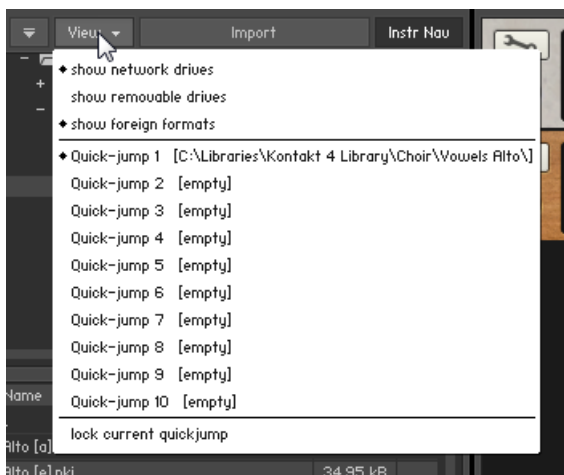 View
Import
Instr Nav
show network drives
show removable drives
show foreign formats
Quick-jump 1 [C:\Libraries\Kontakt 4 Library\Choir\Vowels Alto\]
Quick-jump 2 [empty]
Quick-jump 3 [empty]
Quick-jump 4 [empty]
Quick-jump 5 [empty]
Quick-jump 6 [empty]
Quick-jump 7 [empty]
Quick-jump 8 [empty]
Quick-jump 9 [empty]
Quick-jump 10 [empty]
lock current quickjump
Name
Alto [a]
Alto [e].nki 34.95 kB